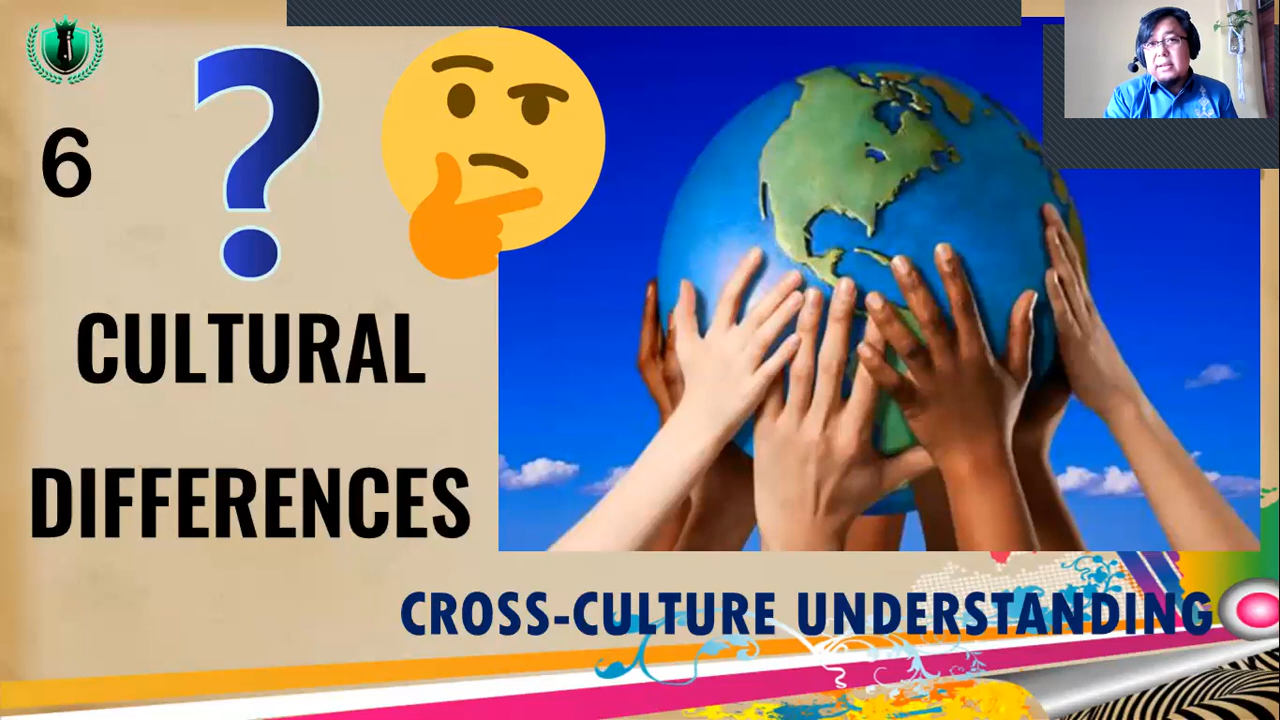 6
?
CULTURAL
DIFFERENCES
CROSS-CULTURE UNDERSTANDING